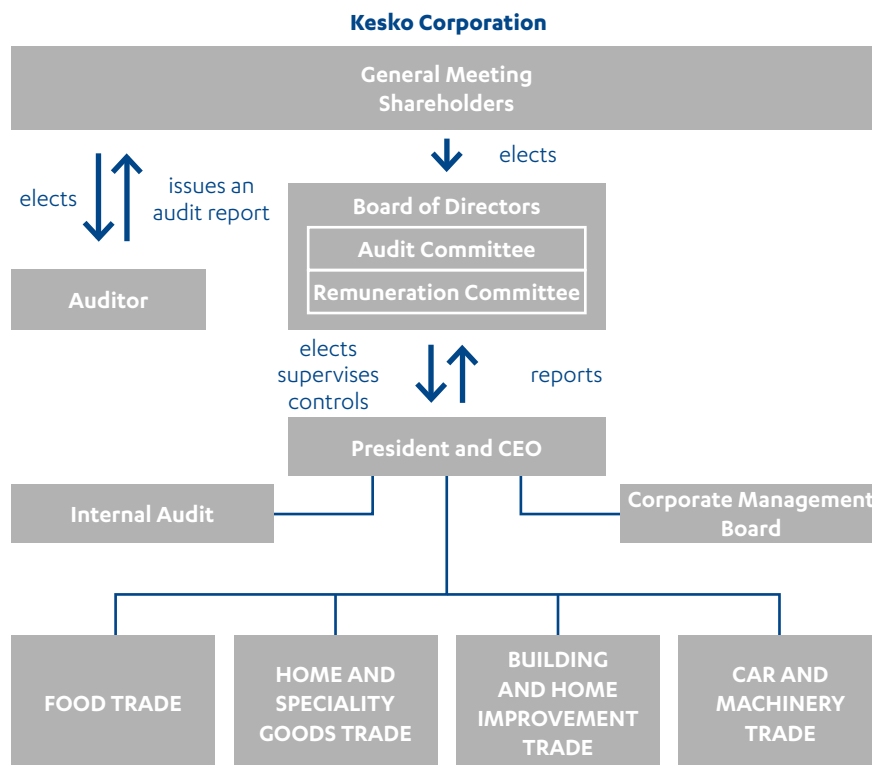 Kesko Corporation
General Meeting
Shareholders
elects
issues an
audit report
elects
Board of Directors
Audit Committee
Remuneration Committee
Auditor
elects
supervises
controls
reports
President and CEO
Internal Audit
Corporate Management
Board
FOOD TRADE
HOME AND
SPECIALITY
GOODS TRADE
BUILDING
AND HOME
IMPROVEMENT
TRADE
CAR AND
MACHINERY
TRADE